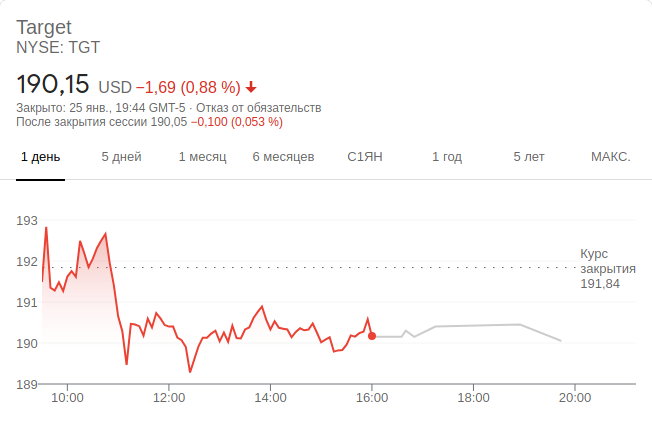 Target
NYSE: TGT
190,15 USD −1,69 (0,88 %)
Закрыто: 25 янв., 19:44 GMT-5 · Отказ от обязательств
После закрытия сессии 190,05 −0,100 (0,053 %)
1 день 5 дней 1 месяц 6 месяцев С1ЯН 1 год 5 лет МАКС.
193
192
191
190
189
Курс
закрытия
191,84
10:00 12:00 14:00 16:00 18:00 20:00